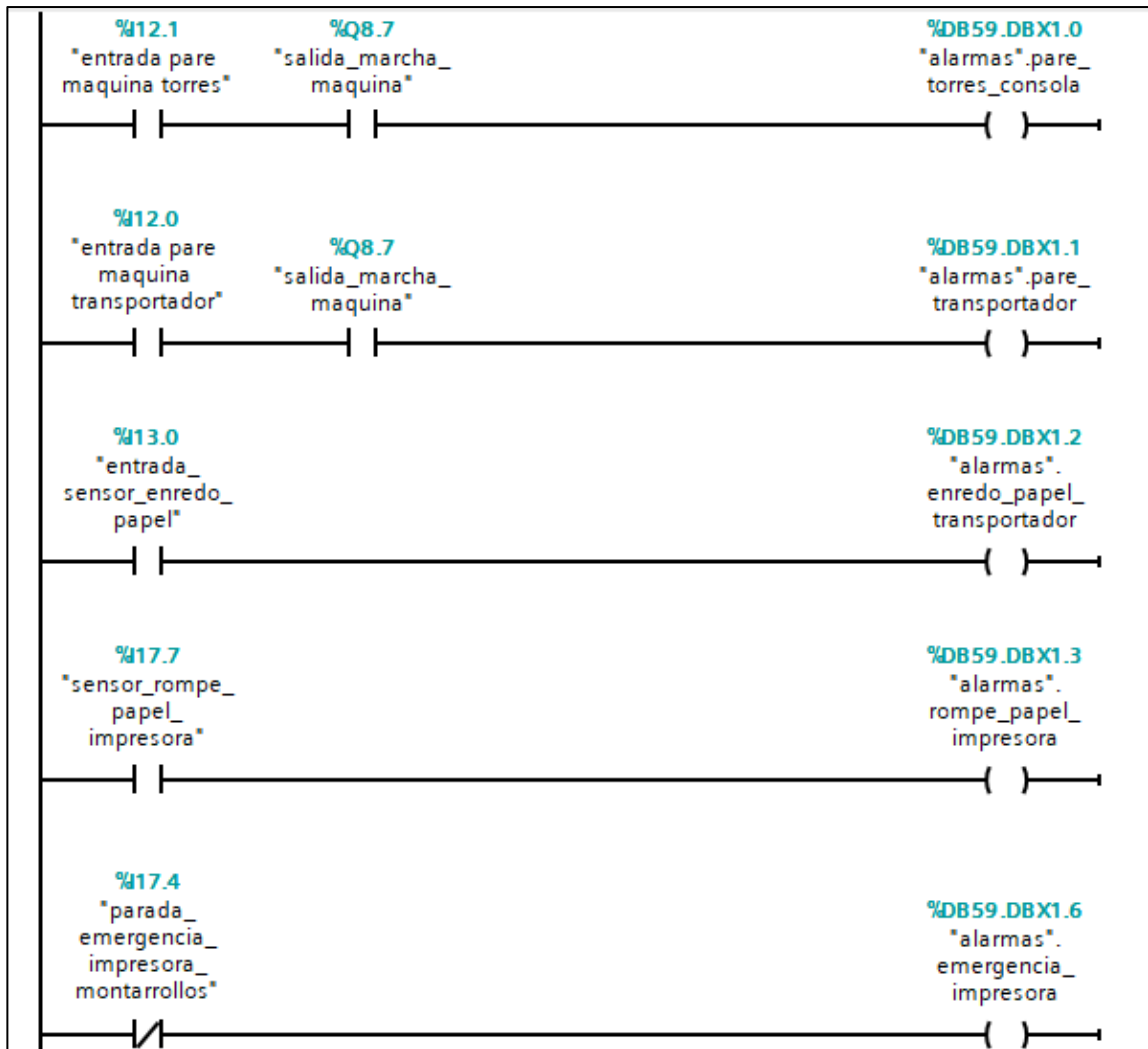 %I12.1
"entrada pare
maquina torres"
%Q8.7
"salida_marcha_
maquina"
%DB59.DBX1.0
"alarmas".pare_
torres_consola
%I12.0
"entrada pare
maquina
transportador"
%Q8.7
"salida_marcha_
maquina"
%DB59.DBX1.1
"alarmas".pare_
transportador
%I13.0
"entrada_
sensor_enredo_
papel"
%DB59.DBX1.2
"alarmas".
enredo_papel_
transportador
%I17.7
"sensor_rompe_
papel_
impresora"
%DB59.DBX1.3
"alarmas".
rompe_papel_
impresora
%I17.4
"parada_
emergencia_
impresora_
montarrollos"
%DB59.DBX1.6
"alarmas".
emergencia_
impresora